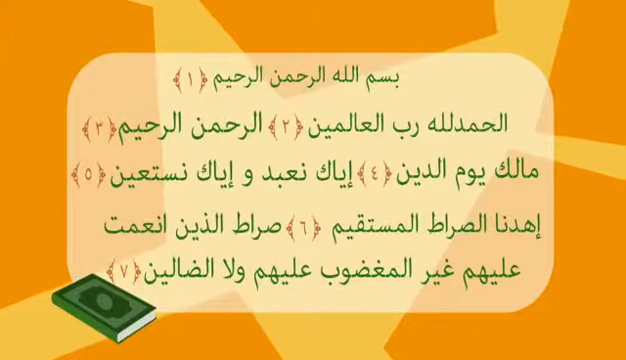 بسم الله الرحمن الرحيم ﴿١﴾
الحمدلله رب العالمين ﴿٢﴾ الرحمن الرحيم ﴿٣﴾
مالك يوم الدين ﴿٤﴾ إياك نعبد و إياك نستعين ﴿٥﴾
إهدنا الصراط المستقيم ﴿٦﴾ صراط الذين انعمت
عليهم غير المغضوب عليهم ولا الضالين ﴿٧﴾